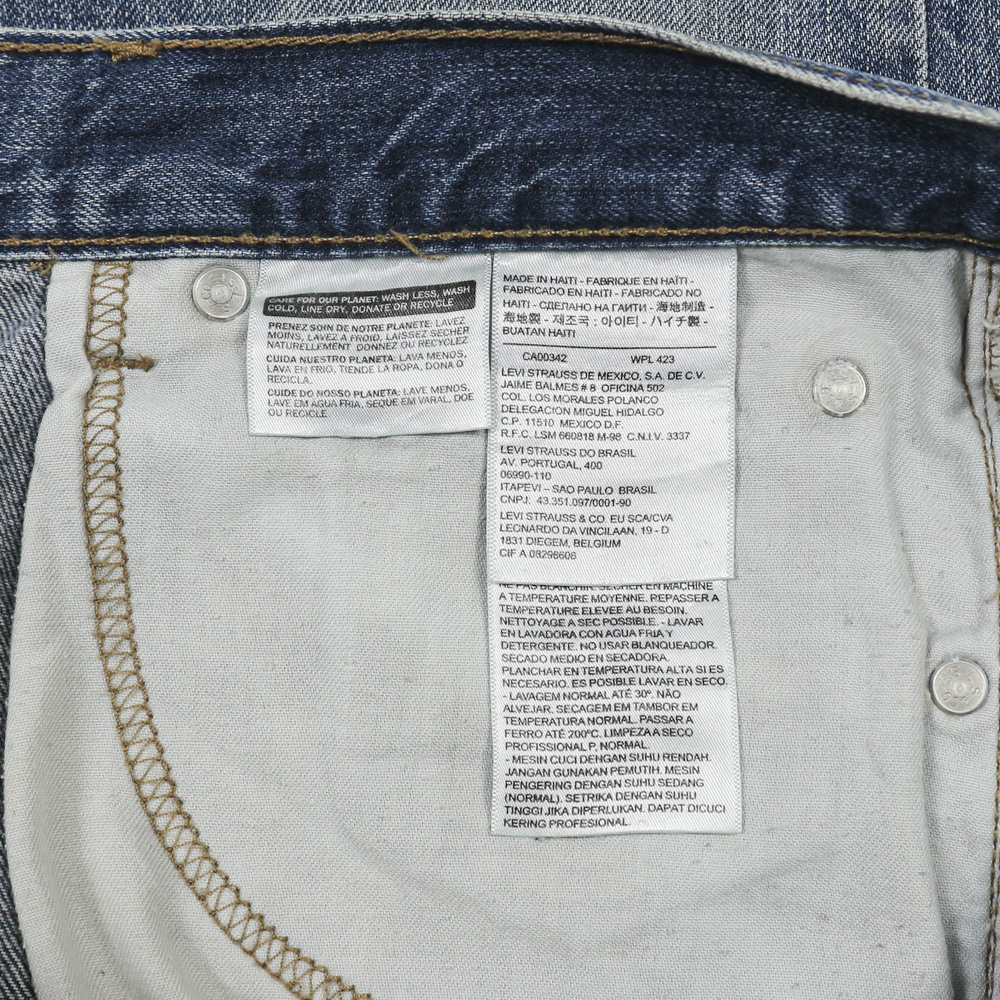 CARE FOR OUR PLANET: WASH LESS, WASH
COLD, LINE DRY, DONATE OR RECYCLE
PRENEZ SOIN DE NOTRE PLANETE: LAVEZ
MOINS, LAVEZ A FROID, LAISSEZ SECHER
NATURELLEMENT DONNEZ OU RECYCLEZ
CUIDA NUESTRO PLANETA: LAVA MENOS,
LAVA EN FRIO, TIENDE LA ROPA, DONA O
RECICLA.
CUIDE DO NOSSO PLANETA: LAVE MENOS,
LAVE EM AGUA FRIA, SEQUE EM VARAL, DOE
OU RECICLE.
MADE IN HAITI - FABRIQUE EN HAÏTI -
FABRICADO EN HAITI - FABRICADO NO
HAITI - СДЕЛАНО НА ГАИТИ - 海地制造 -
海地製 - 제조국 : 아이티 - ハイチ製 -
BUATAN HAITI
CA00342 WPL 423
LEVI STRAUSS DE MEXICO, S.A. DE C.V.
JAIME BALMES # 8 OFICINA 502
COL. LOS MORALES POLANCO
DELEGACION MIGUEL HIDALGO
C.P. 11510 MEXICO D.F.
R.F.C. LSM 660818 M-98 C.N.I.V. 3337
LEVI STRAUSS DO BRASIL
AV. PORTUGAL, 400
06990-110
ITAPEVI – SAO PAULO BRASIL
CNPJ: 43.351.097/0001-90
LEVI STRAUSS & CO. EU SCA/CVA
LEONARDO DA VINCILAAN, 19 - D
1831 DIEGEM, BELGIUM
CIF A 08298606
NE PAS BLANCHIR. SECHER EN MACHINE
A TEMPERATURE MOYENNE. REPASSER A
TEMPERATURE ELEVEE AU BESOIN.
NETTOYAGE A SEC POSSIBLE. - LAVAR
EN LAVADORA CON AGUA FRIA Y
DETERGENTE. NO USAR BLANQUEADOR.
SECADO MEDIO EN SECADORA.
PLANCHAR EN TEMPERATURA ALTA SI ES
NECESARIO. ES POSIBLE LAVAR EN SECO.
- LAVAGEM NORMAL ATÉ 30º. NÃO
ALVEJAR. SECAGEM EM TAMBOR EM
TEMPERATURA NORMAL. PASSAR A
FERRO ATÉ 200ºC. LIMPEZA A SECO
PROFISSIONAL P, NORMAL.
- MESIN CUCI DENGAN SUHU RENDAH.
JANGAN GUNAKAN PEMUTIH. MESIN
PENGERING DENGAN SUHU SEDANG
(NORMAL). SETRIKA DENGAN SUHU
TINGGI JIKA DIPERLUKAN. DAPAT DICUCI
KERING PROFESIONAL.